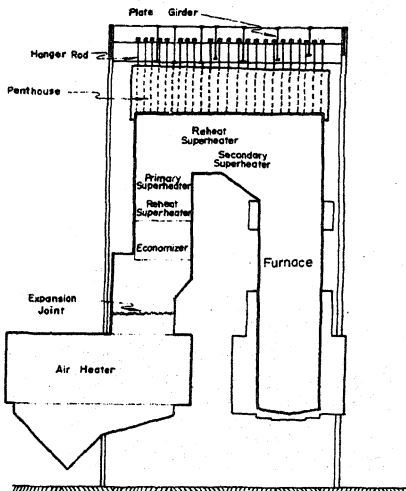 Plate
Girder
Hanger Rod
Penthouse
Reheat
Superheater
Secondary
Superheater
Primary
Superheater
Reheat
Superheater
Economizer
Furnace
Expansion
Joint
Air Heater